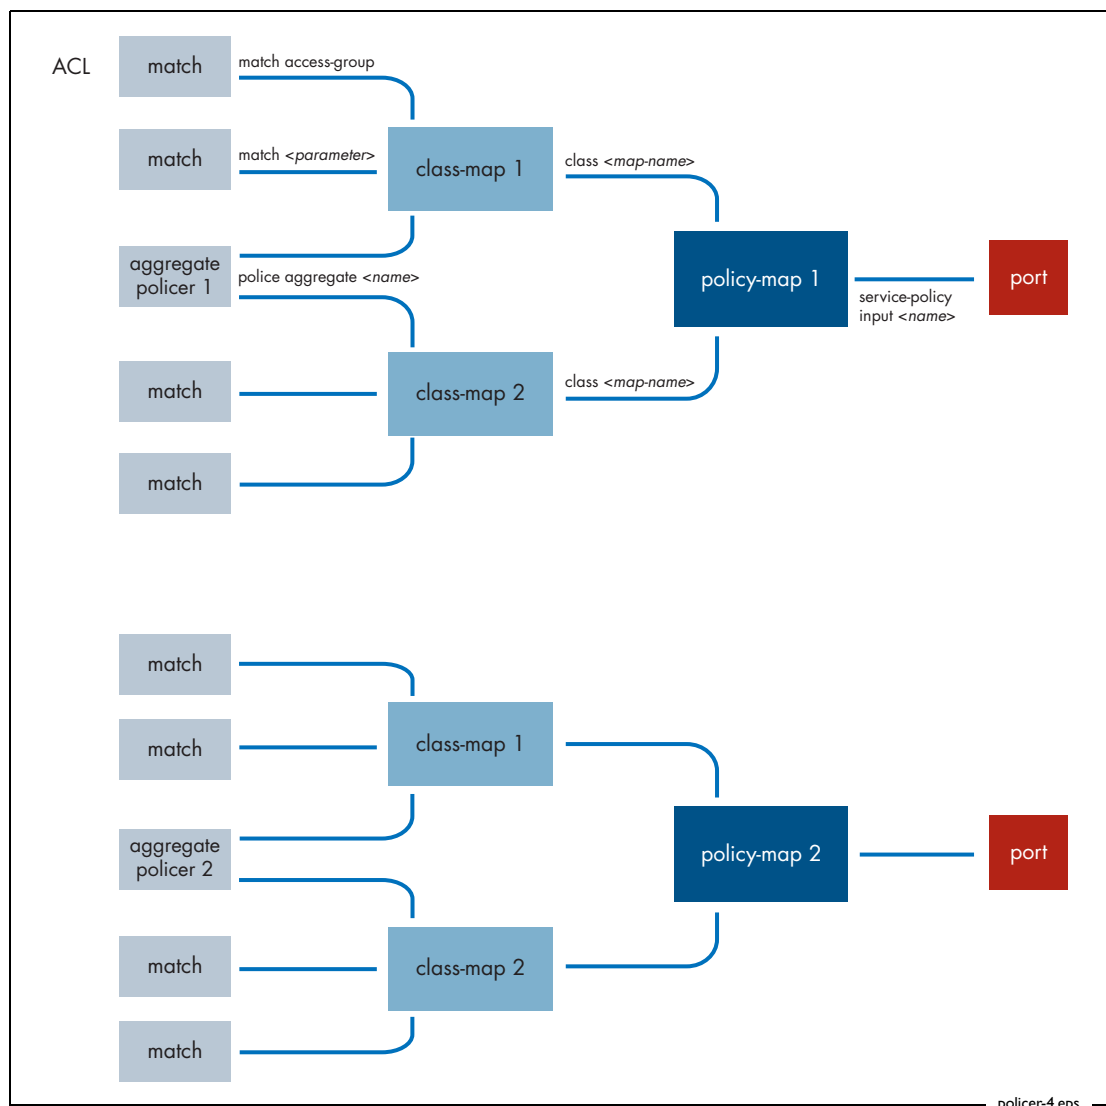 ACL
match
match access-group
match
match <parameter>
class-map 1
class <map-name>
aggregate
policer 1
police aggregate <name>
policy-map 1
service-policy
input <name>
port
match
class-map 2
class <map-name>
match
match
match
class-map 1
aggregate
policer 2
policy-map 2
port
match
class-map 2
match
policer-4.eps